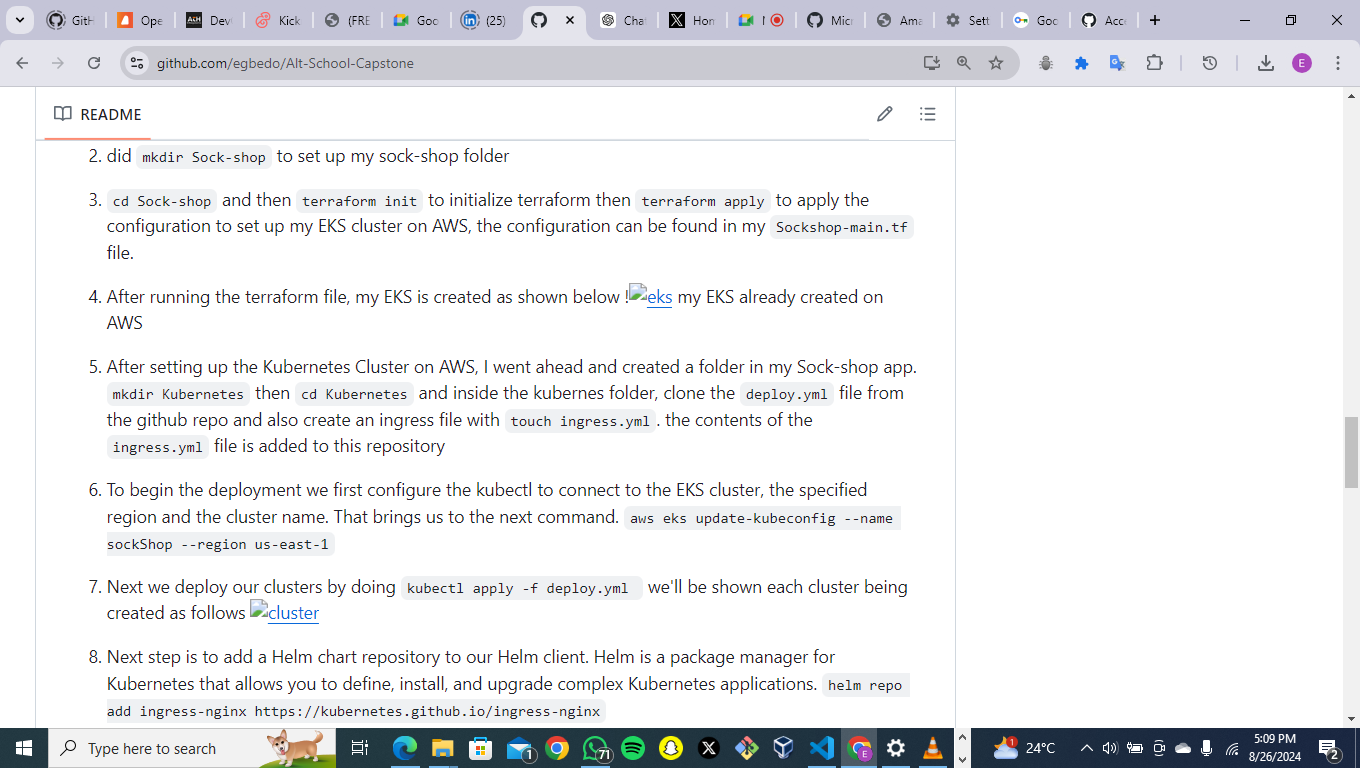 GitH
Ope
Dev
Kick
(FRE
Goo
(25)
Cha
Hon
Micr
Ama
Sett
Goo
Acce
github.com/egbedo/Alt-School-Capstone
E
README
2. did mkdir Sock-shop to set up my sock-shop folder
3. cd Sock-shop and then terraform init to initialize terraform then terraform apply to apply the
configuration to set up my EKS cluster on AWS, the configuration can be found in my Sockshop-main.tf
file.
4. After running the terraform file, my EKS is created as shown below !eks my EKS already created on
AWS
5. After setting up the Kubernetes Cluster on AWS, I went ahead and created a folder in my Sock-shop app.
mkdir Kubernetes then cd Kubernetes and inside the kubernes folder, clone the deploy.yml file from
the github repo and also create an ingress file with touch ingress.yml. the contents of the
ingress.yml file is added to this repository
6. To begin the deployment we first configure the kubectl to connect to the EKS cluster, the specified
region and the cluster name. That brings us to the next command. aws eks update-kubeconfig --name
sockShop --region us-east-1
7. Next we deploy our clusters by doing kubectl apply -f deploy.yml we'll be shown each cluster being
created as follows cluster
8. Next step is to add a Helm chart repository to our Helm client. Helm is a package manager for
Kubernetes that allows you to define, install, and upgrade complex Kubernetes applications. helm repo
add ingress-nginx https://kubernetes.github.io/ingress-nginx
Type here to search
1
71
E
1
24°C
5:09 PM
8/26/2024
2